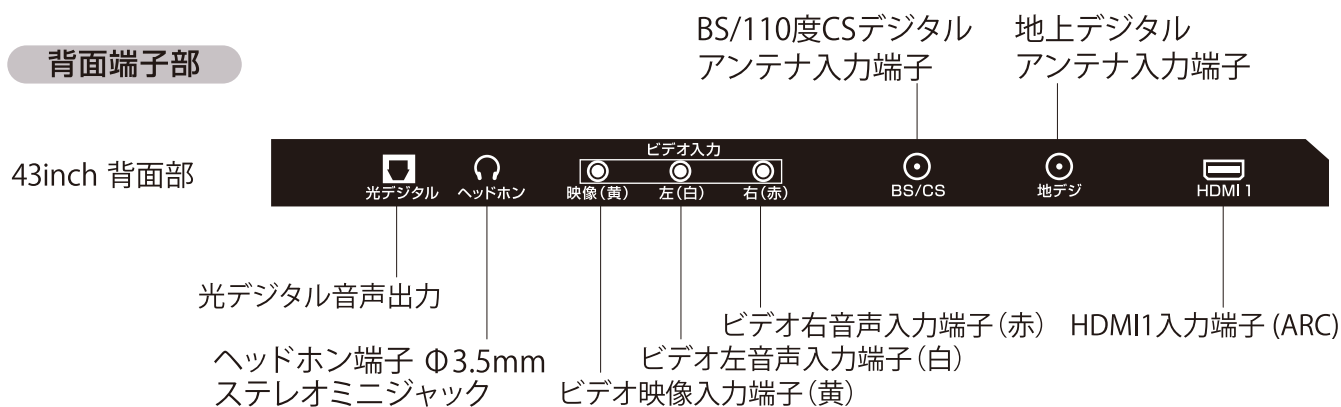 BS/110度CSデジタル
アンテナ入力端子
地上デジタル
アンテナ入力端子
背面端子部
43inch 背面部
ビデオ入力
光デジタル
ヘッドホン
映像(黄)
左(白)
右(赤)
BS/CS
地デジ
HDMI 1
光デジタル音声出力
ビデオ右音声入力端子(赤)
HDMI1入力端子 (ARC)
ヘッドホン端子 Φ3.5mm
ステレオミニジャック
ビデオ左音声入力端子(白)
ビデオ映像入力端子(黄)